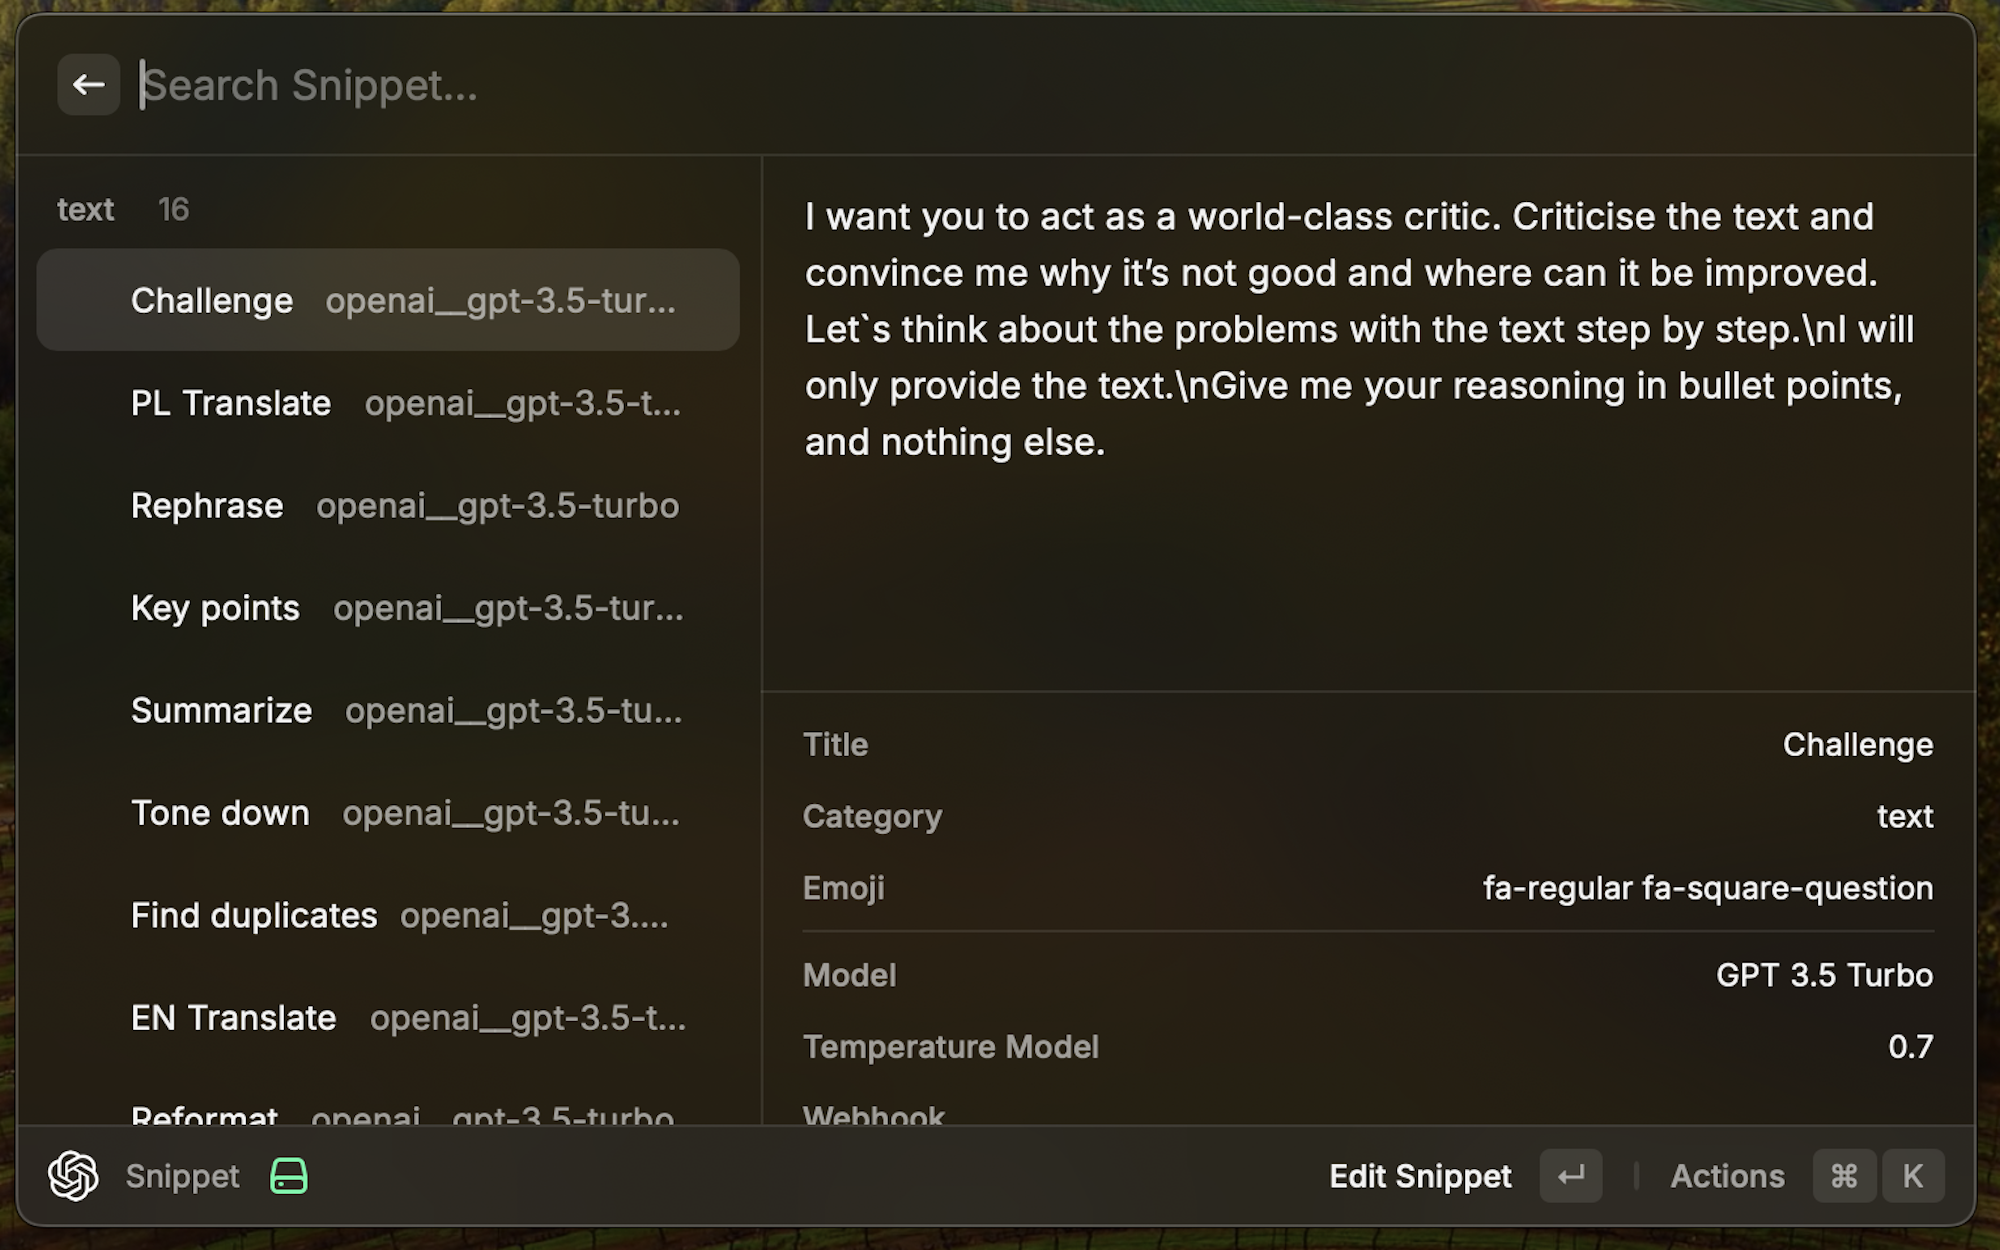 Search Snippet...
text 16
Challenge openai__gpt-3.5-tur...
PL Translate openai__gpt-3.5-t...
Rephrase openai__gpt-3.5-turbo
Key points openai__gpt-3.5-tur...
Summarize openai__gpt-3.5-tu...
Tone down openai__gpt-3.5-tu...
Find duplicates openai__gpt-3....
EN Translate openai__gpt-3.5-t...
Reformat openai__gpt-3.5-turbo
I want you to act as a world-class critic. Criticise the text and
convince me why it’s not good and where can it be improved.
Let`s think about the problems with the text step by step.\nI will
only provide the text.\nGive me your reasoning in bullet points,
and nothing else.
Title Challenge
Category text
Emoji fa-regular fa-square-question
Model GPT 3.5 Turbo
Temperature Model 0.7
Webhook
Snippet
Edit Snippet ↵ | Actions ⌘ K